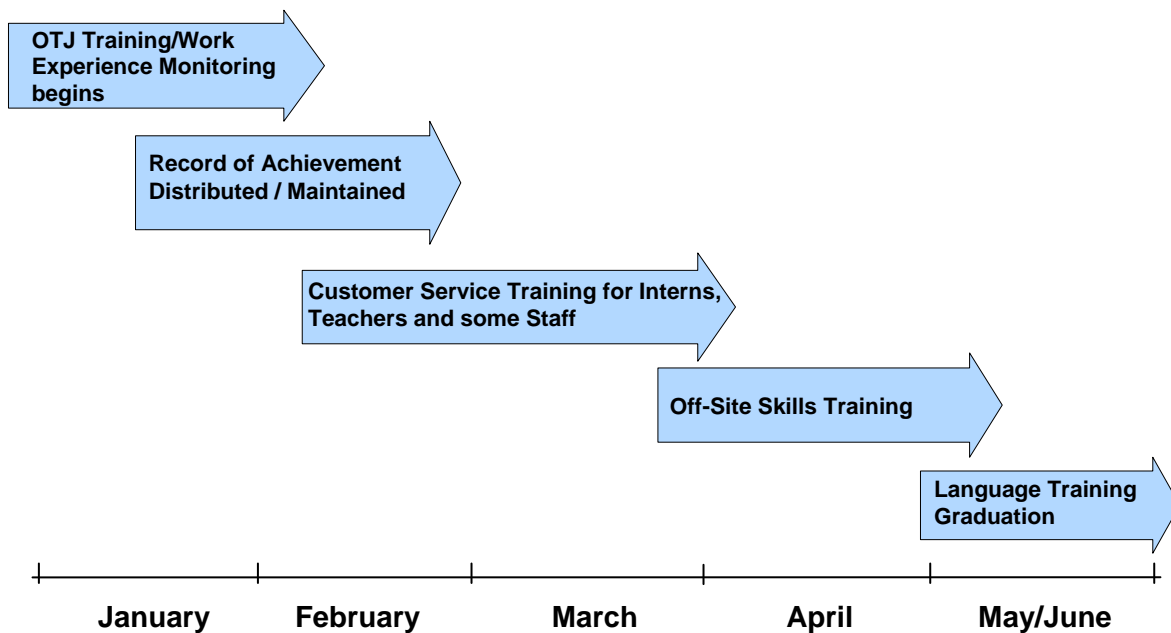 OTJ Training/Work
Experience Monitoring
begins
Record of Achievement
Distributed / Maintained
Customer Service Training for Interns,
Teachers and some Staff
Off-Site Skills Training
Language Training
Graduation
January February March April May/June